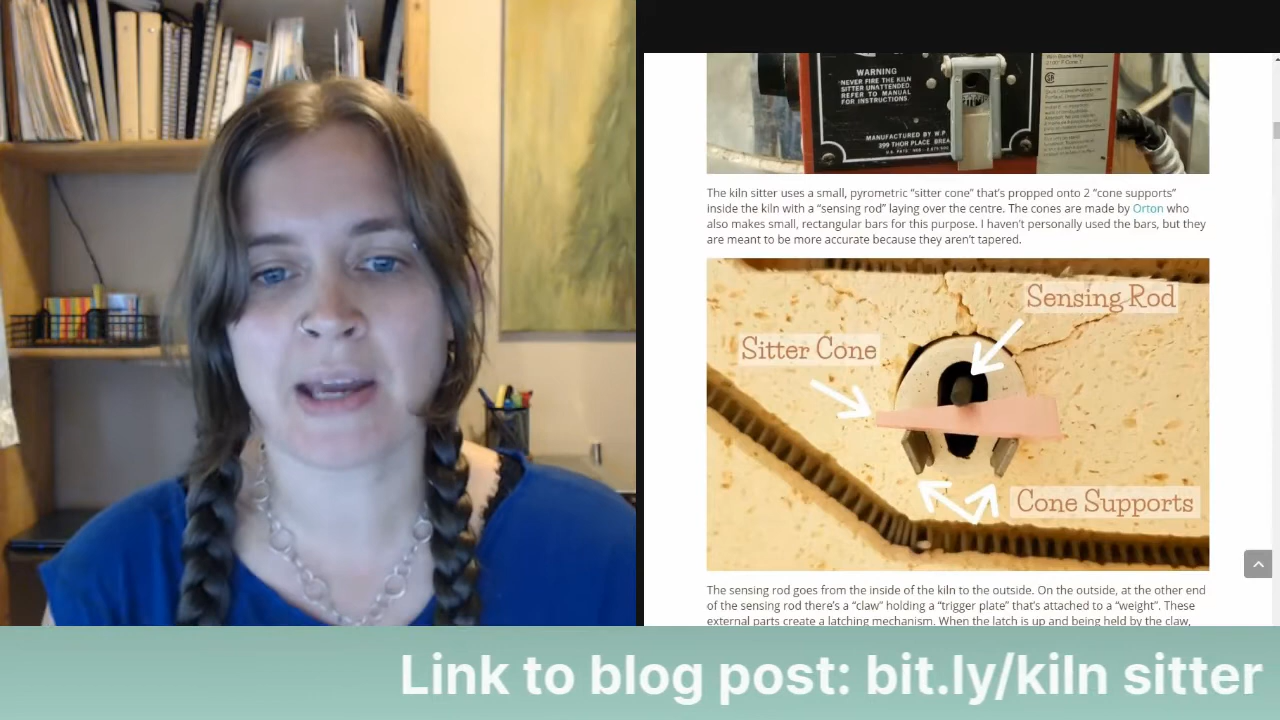 WARNING
NEVER FIRE THE KILN
SITTER UNATTENDED.
REFER TO MANUAL
FOR INSTRUCTIONS.
MANUFACTURED BY W.P
399 THOR PLACE BREA
The kiln sitter uses a small, pyrometric “sitter cone” that’s propped onto 2 “cone supports”
inside the kiln with a “sensing rod” laying over the centre. The cones are made by Orton who
also makes small, rectangular bars for this purpose. I haven’t personally used the bars, but they
are meant to be more accurate because they aren’t tapered.
Sensing Rod
Sitter Cone
Cone Supports
The sensing rod goes from the inside of the kiln to the outside. On the outside, at the other end
of the sensing rod there’s a “claw” holding a “trigger plate” that’s attached to a “weight”. These
external parts create a latching mechanism. When the latch is up and being held by the claw,
Link to blog post: bit.ly/kiln sitter